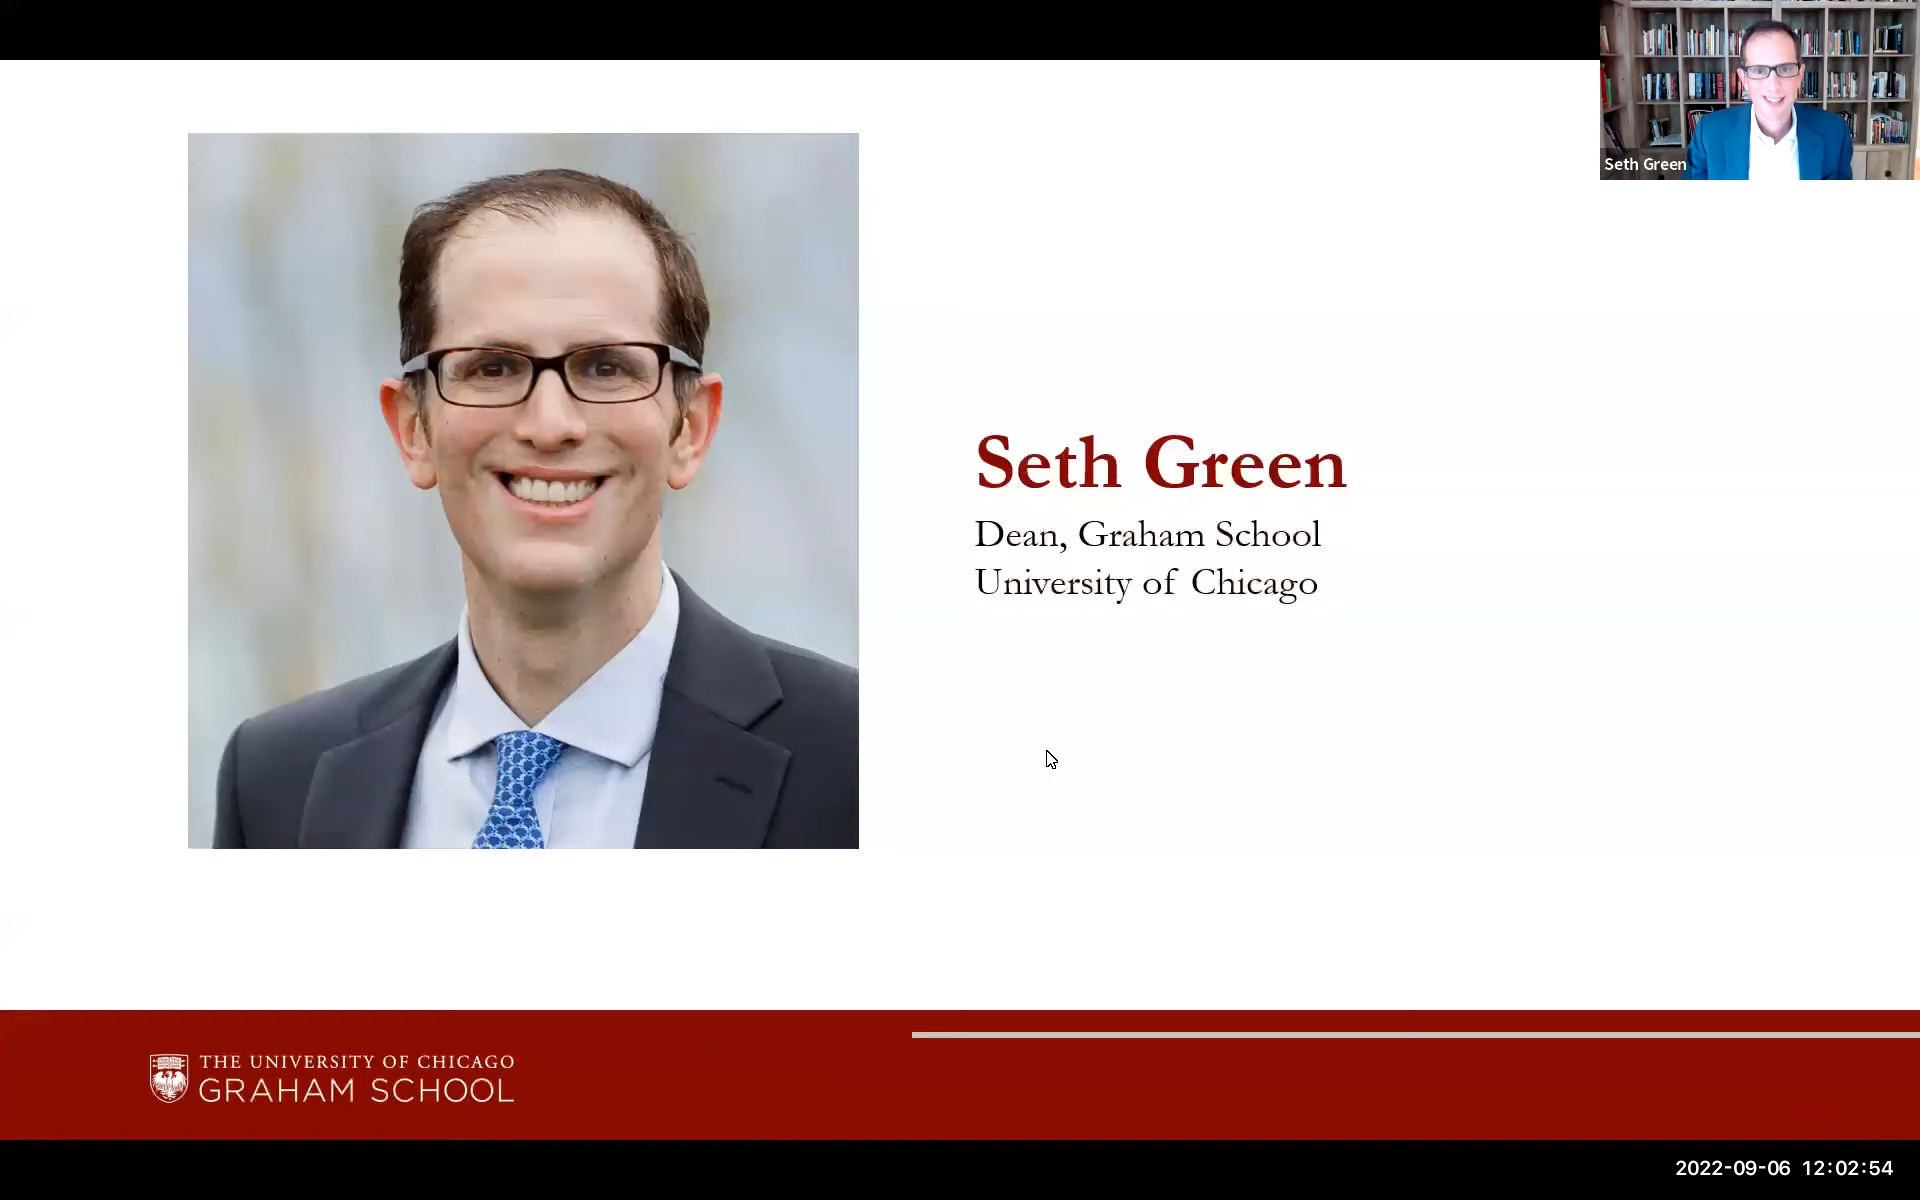 Seth Green
Seth Green
Dean, Graham School
University of Chicago
THE UNIVERSITY OF CHICAGO
GRAHAM SCHOOL
2022-09-06 12:02:54